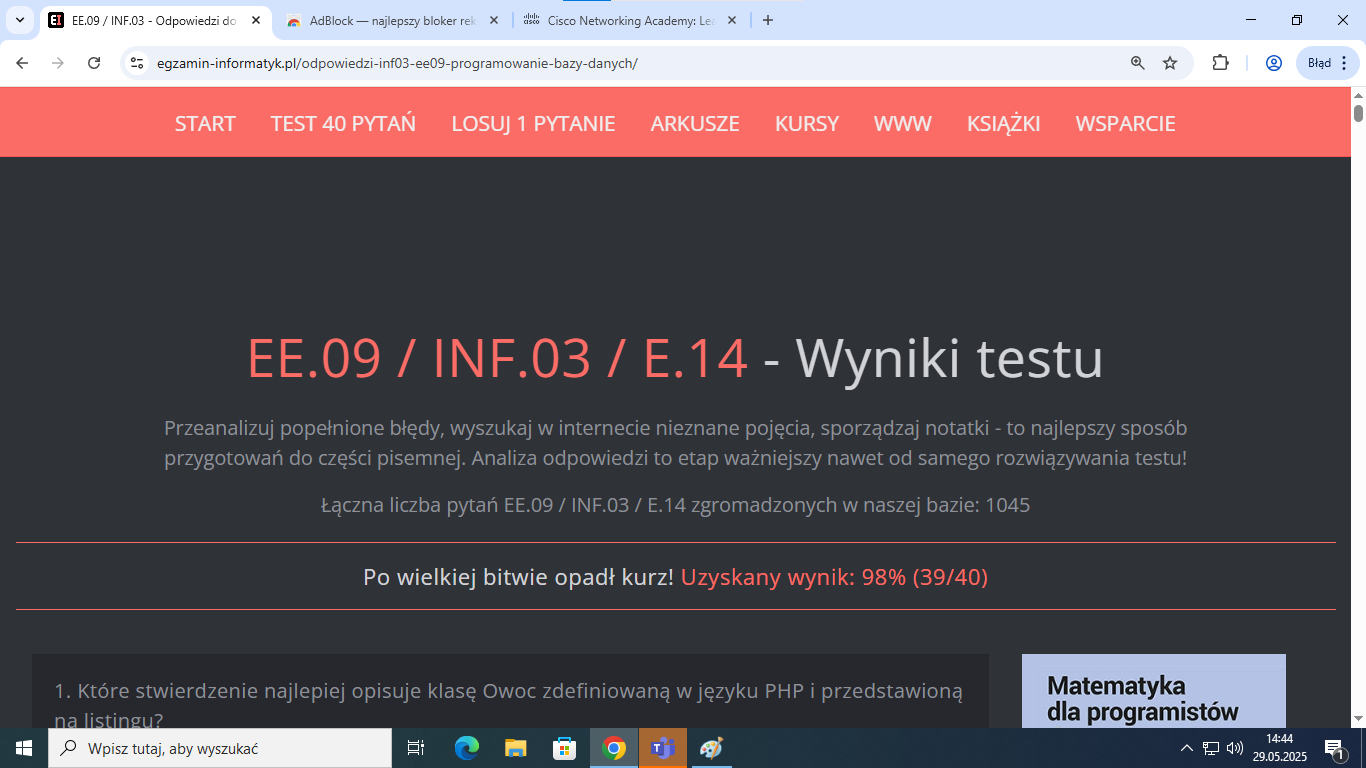 EE.09 / INF.03 - Odpowiedzi do
AdBlock — najlepszy bloker rek
Cisco Networking Academy: Lea
egzamin-informatyk.pl/odpowiedzi-inf03-ee09-programowanie-bazy-danych/
Błąd
START TEST 40 PYTAŃ LOSUJ 1 PYTANIE ARKUSZE KURSY WWW KSIĄŻKI WSPARCIE
EE.09 / INF.03 / E.14 - Wyniki testu
Przeanalizuj popełnione błędy, wyszukaj w internecie nieznane pojęcia, sporządzaj notatki - to najlepszy sposób
przygotowań do części pisemnej. Analiza odpowiedzi to etap ważniejszy nawet od samego rozwiązywania testu!
Łączna liczba pytań EE.09 / INF.03 / E.14 zgromadzonych w naszej bazie: 1045
Po wielkiej bitwie opadł kurz! Uzyskany wynik: 98% (39/40)
1. Które stwierdzenie najlepiej opisuje klasę Owoc zdefiniowaną w języku PHP i przedstawioną
na listingu?
Matematyka
dla programistów
Wpisz tutaj, aby wyszukać
14:44
29.05.2025
1